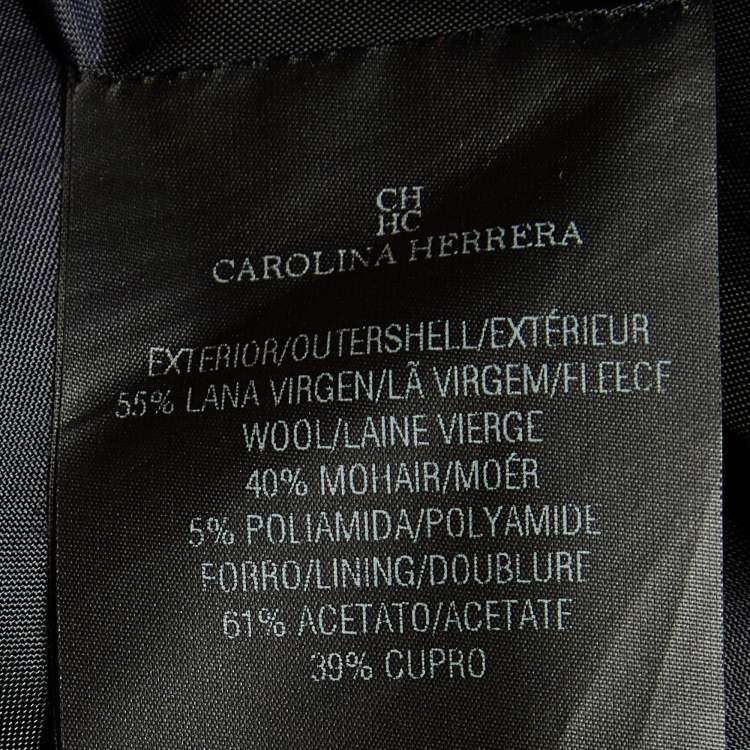 CH
HC
CAROLINA HERRERA
EXTERIOR/OUTERSHELL/EXTÉRIEUR
55% LANA VIRGEN/LÃ VIRGEM/FLEECE
WOOL/LAINE VIERGE
40% MOHAIR/MOÉR
5% POLIAMIDA/POLYAMIDE
FORRO/LINING/DOUBLURE
61% ACETATO/ACETATE
39% CUPRO